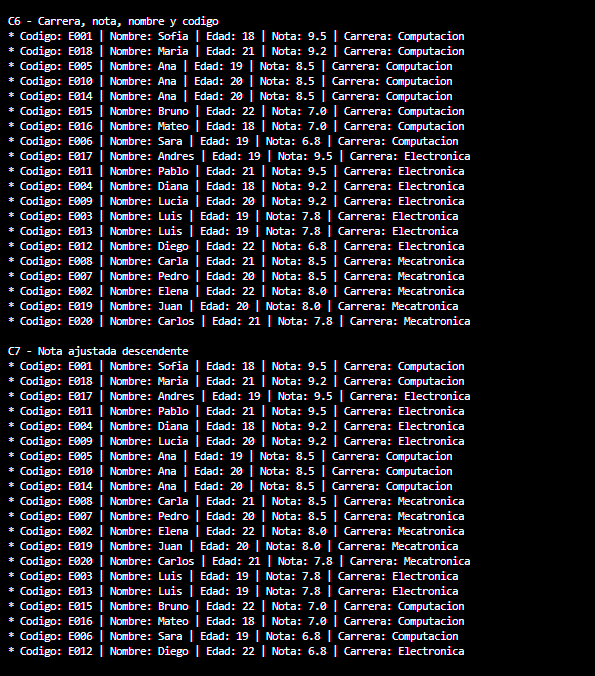 C6 - Carrera, nota, nombre y codigo
* Codigo: E001 | Nombre: Sofia | Edad: 18 | Nota: 9.5 | Carrera: Computacion
* Codigo: E018 | Nombre: Maria | Edad: 21 | Nota: 9.2 | Carrera: Computacion
* Codigo: E005 | Nombre: Ana | Edad: 19 | Nota: 8.5 | Carrera: Computacion
* Codigo: E010 | Nombre: Ana | Edad: 20 | Nota: 8.5 | Carrera: Computacion
* Codigo: E014 | Nombre: Ana | Edad: 20 | Nota: 8.5 | Carrera: Computacion
* Codigo: E015 | Nombre: Bruno | Edad: 22 | Nota: 7.0 | Carrera: Computacion
* Codigo: E016 | Nombre: Mateo | Edad: 18 | Nota: 7.0 | Carrera: Computacion
* Codigo: E006 | Nombre: Sara | Edad: 19 | Nota: 6.8 | Carrera: Computacion
* Codigo: E017 | Nombre: Andres | Edad: 19 | Nota: 9.5 | Carrera: Electronica
* Codigo: E011 | Nombre: Pablo | Edad: 21 | Nota: 9.5 | Carrera: Electronica
* Codigo: E004 | Nombre: Diana | Edad: 18 | Nota: 9.2 | Carrera: Electronica
* Codigo: E009 | Nombre: Lucia | Edad: 20 | Nota: 9.2 | Carrera: Electronica
* Codigo: E003 | Nombre: Luis | Edad: 19 | Nota: 7.8 | Carrera: Electronica
* Codigo: E013 | Nombre: Luis | Edad: 19 | Nota: 7.8 | Carrera: Electronica
* Codigo: E012 | Nombre: Diego | Edad: 22 | Nota: 6.8 | Carrera: Electronica
* Codigo: E008 | Nombre: Carla | Edad: 21 | Nota: 8.5 | Carrera: Mecatronica
* Codigo: E007 | Nombre: Pedro | Edad: 20 | Nota: 8.5 | Carrera: Mecatronica
* Codigo: E002 | Nombre: Elena | Edad: 22 | Nota: 8.0 | Carrera: Mecatronica
* Codigo: E019 | Nombre: Juan | Edad: 20 | Nota: 8.0 | Carrera: Mecatronica
* Codigo: E020 | Nombre: Carlos | Edad: 21 | Nota: 7.8 | Carrera: Mecatronica
C7 - Nota ajustada descendente
* Codigo: E001 | Nombre: Sofia | Edad: 18 | Nota: 9.5 | Carrera: Computacion
* Codigo: E018 | Nombre: Maria | Edad: 21 | Nota: 9.2 | Carrera: Computacion
* Codigo: E017 | Nombre: Andres | Edad: 19 | Nota: 9.5 | Carrera: Electronica
* Codigo: E011 | Nombre: Pablo | Edad: 21 | Nota: 9.5 | Carrera: Electronica
* Codigo: E004 | Nombre: Diana | Edad: 18 | Nota: 9.2 | Carrera: Electronica
* Codigo: E009 | Nombre: Lucia | Edad: 20 | Nota: 9.2 | Carrera: Electronica
* Codigo: E005 | Nombre: Ana | Edad: 19 | Nota: 8.5 | Carrera: Computacion
* Codigo: E010 | Nombre: Ana | Edad: 20 | Nota: 8.5 | Carrera: Computacion
* Codigo: E014 | Nombre: Ana | Edad: 20 | Nota: 8.5 | Carrera: Computacion
* Codigo: E008 | Nombre: Carla | Edad: 21 | Nota: 8.5 | Carrera: Mecatronica
* Codigo: E007 | Nombre: Pedro | Edad: 20 | Nota: 8.5 | Carrera: Mecatronica
* Codigo: E002 | Nombre: Elena | Edad: 22 | Nota: 8.0 | Carrera: Mecatronica
* Codigo: E019 | Nombre: Juan | Edad: 20 | Nota: 8.0 | Carrera: Mecatronica
* Codigo: E020 | Nombre: Carlos | Edad: 21 | Nota: 7.8 | Carrera: Mecatronica
* Codigo: E003 | Nombre: Luis | Edad: 19 | Nota: 7.8 | Carrera: Electronica
* Codigo: E013 | Nombre: Luis | Edad: 19 | Nota: 7.8 | Carrera: Electronica
* Codigo: E015 | Nombre: Bruno | Edad: 22 | Nota: 7.0 | Carrera: Computacion
* Codigo: E016 | Nombre: Mateo | Edad: 18 | Nota: 7.0 | Carrera: Computacion
* Codigo: E006 | Nombre: Sara | Edad: 19 | Nota: 6.8 | Carrera: Computacion
* Codigo: E012 | Nombre: Diego | Edad: 22 | Nota: 6.8 | Carrera: Electronica